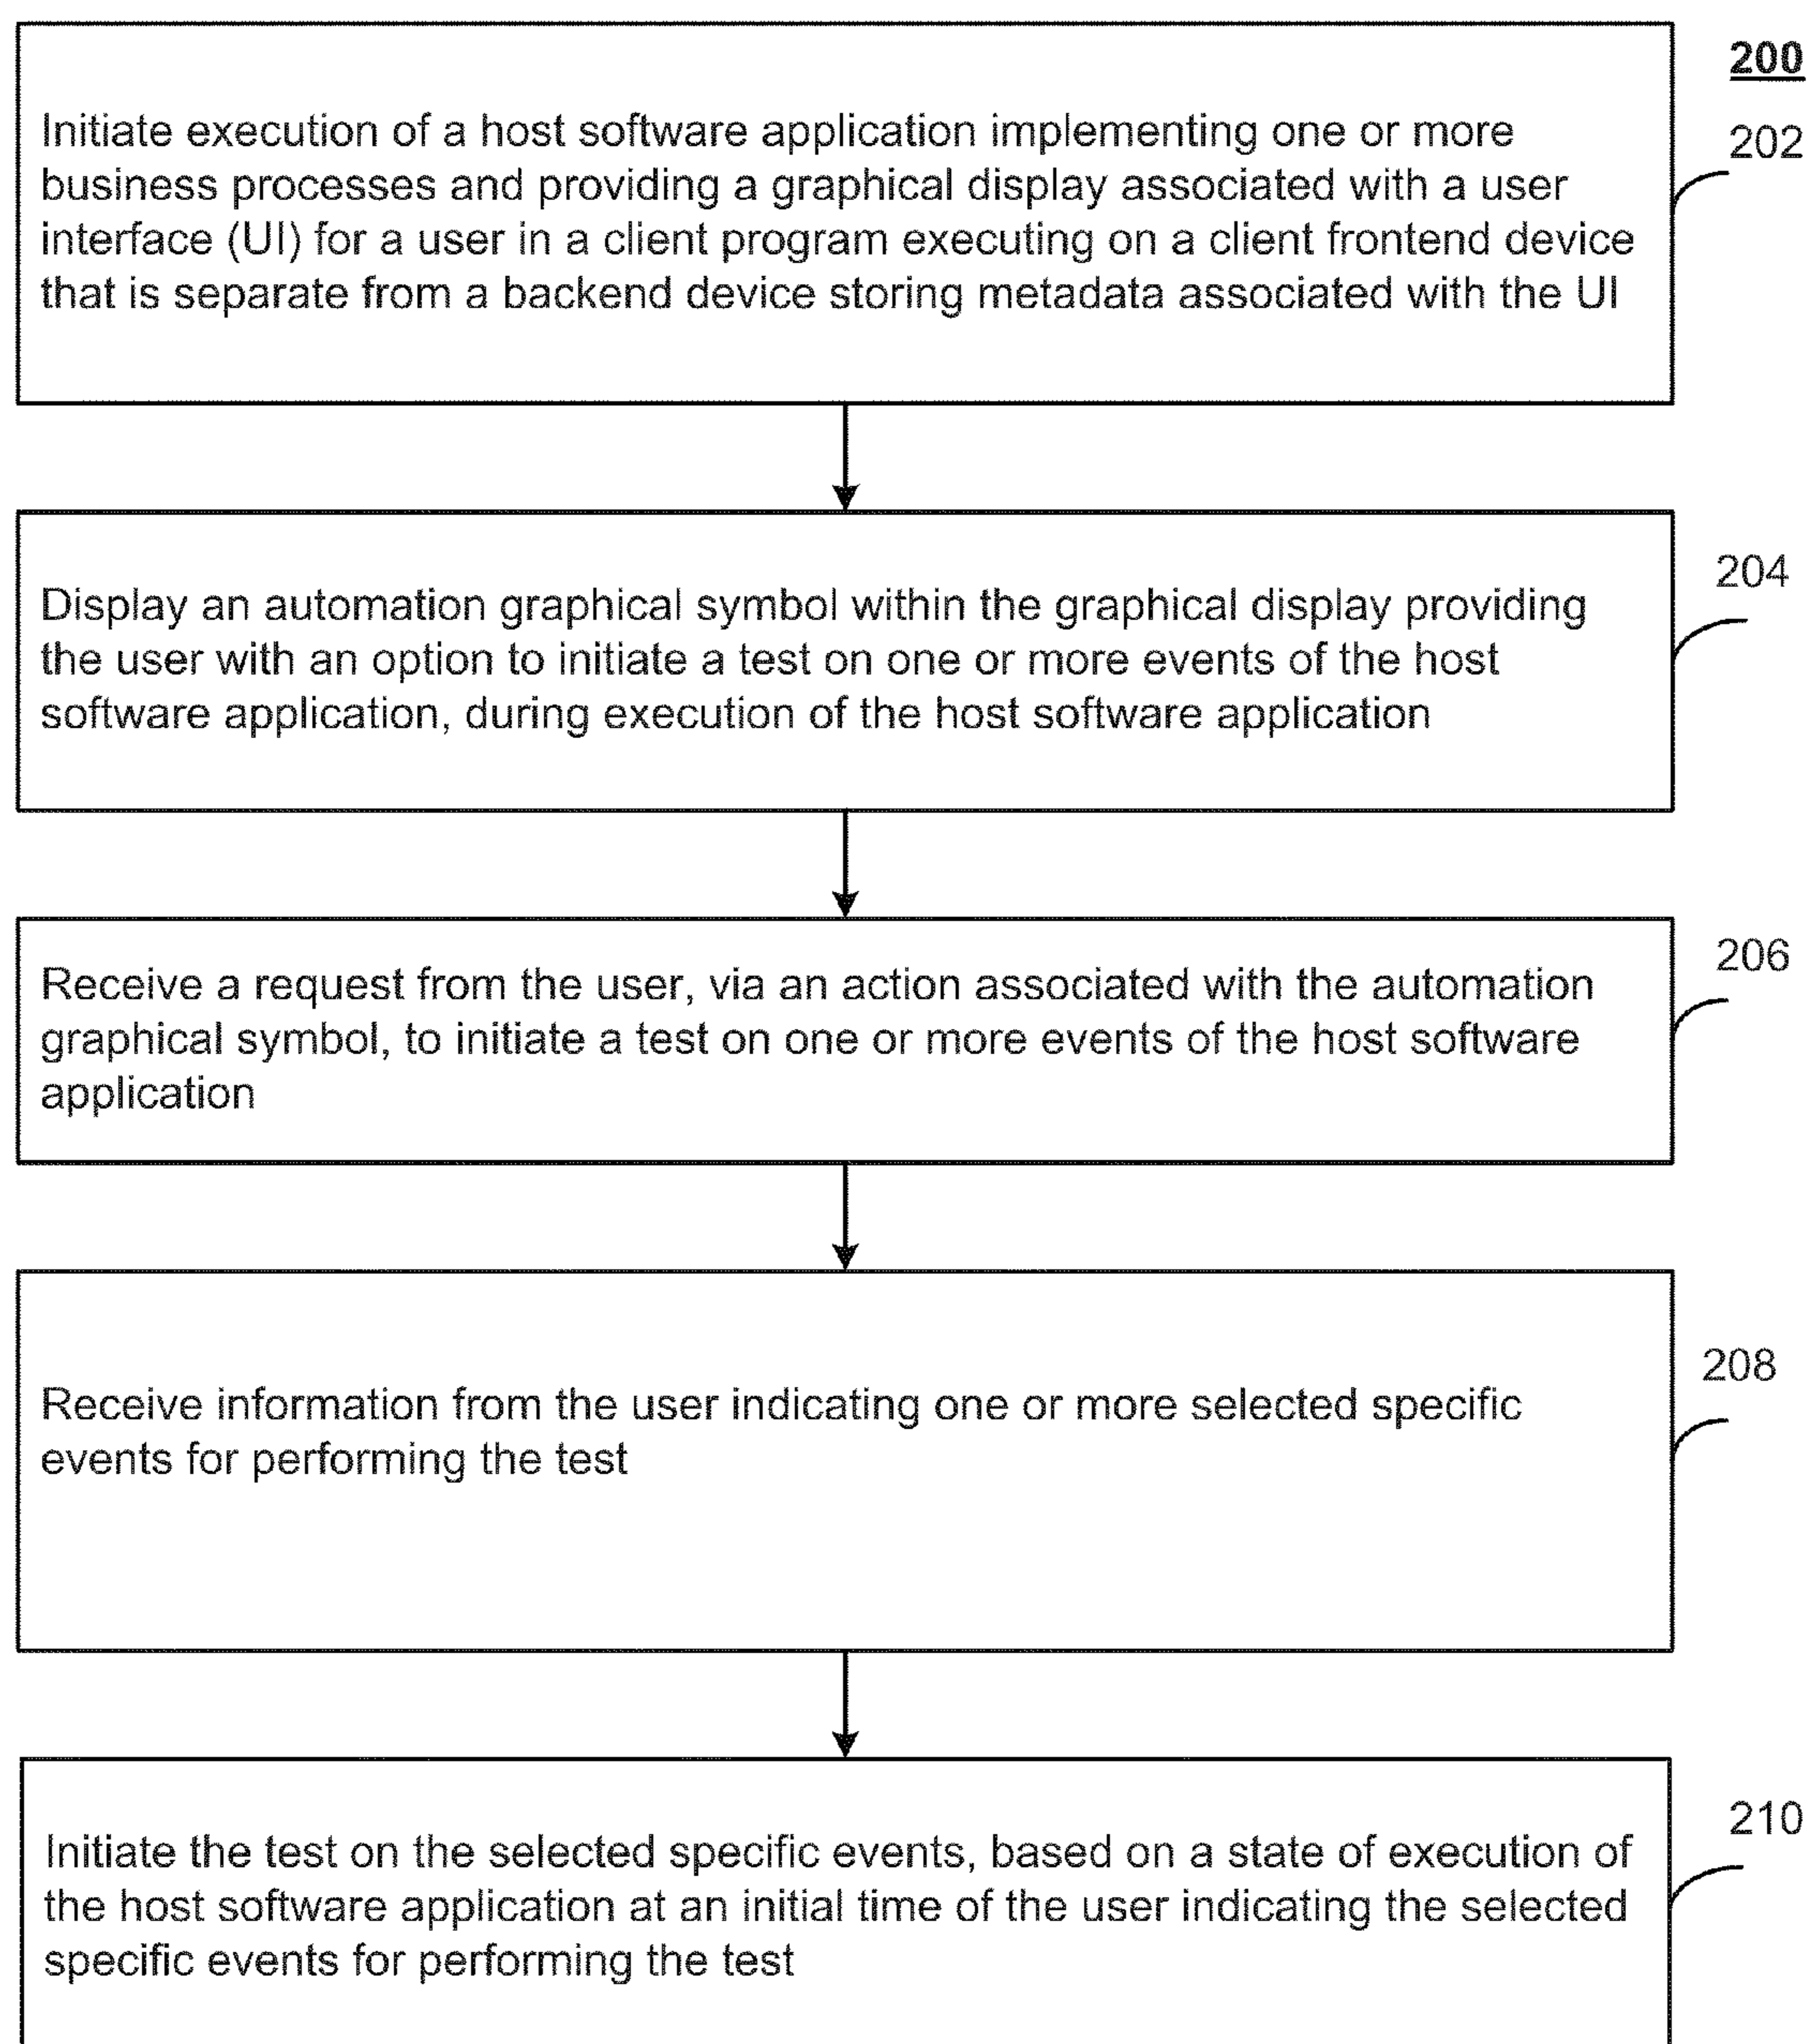 200
202
Initiate execution of a host software application implementing one or more
business processes and providing a graphical display associated with a user
interface (UI) for a user in a client program executing on a client frontend device
that is separate from a backend device storing metadata associated with the UI
204
Display an automation graphical symbol within the graphical display providing
the user with an option to initiate a test on one or more events of the host
software application, during execution of the host software application
206
Receive a request from the user, via an action associated with the automation
graphical symbol, to initiate a test on one or more events of the host software
application
208
Receive information from the user indicating one or more selected specific
events for performing the test
210
Initiate the test on the selected specific events, based on a state of execution of
the host software application at an initial time of the user indicating the selected
specific events for performing the test